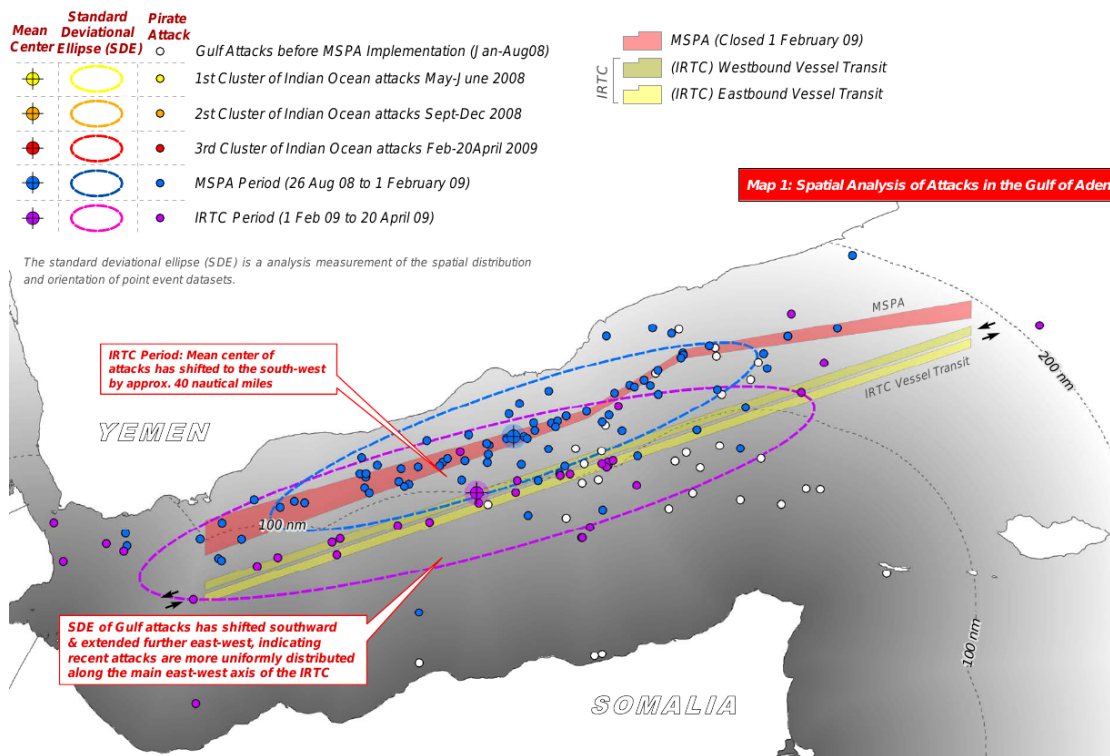 Mean
Center
Standard
Deviational
Ellipse (SDE)
Pirate
Attack
Gulf Attacks before MSPA Implementation (Jan-Aug08)
1st Cluster of Indian Ocean attacks May-June 2008
2st Cluster of Indian Ocean attacks Sept-Dec 2008
3rd Cluster of Indian Ocean attacks Feb-20April 2009
MSPA Period (26 Aug 08 to 1 February 09)
IRTC Period (1 Feb 09 to 20 April 09)
The standard deviational ellipse (SDE) is a analysis measurement of the spatial distribution
and orientation of point event datasets.
MSPA (Closed 1 February 09)
IRTC
(IRTC) Westbound Vessel Transit
(IRTC) Eastbound Vessel Transit
Map 1: Spatial Analysis of Attacks in the Gulf of Aden
MSPA
IRTC Vessel Transit
200 nm
IRTC Period: Mean center of
attacks has shifted to the south-west
by approx. 40 nautical miles
YEMEN
100 nm
SDE of Gulf attacks has shifted southward
& extended further east-west, indicating
recent attacks are more uniformly distributed
along the main east-west axis of the IRTC
100 nm
SOMALIA